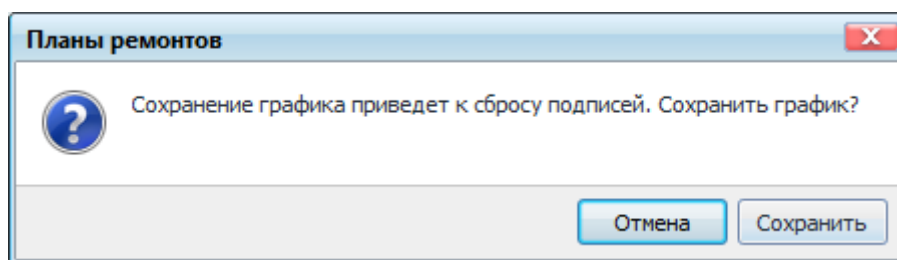 Планы ремонтов
Сохранение графика приведет к сбросу подписей. Сохранить график?
Отмена
Сохранить